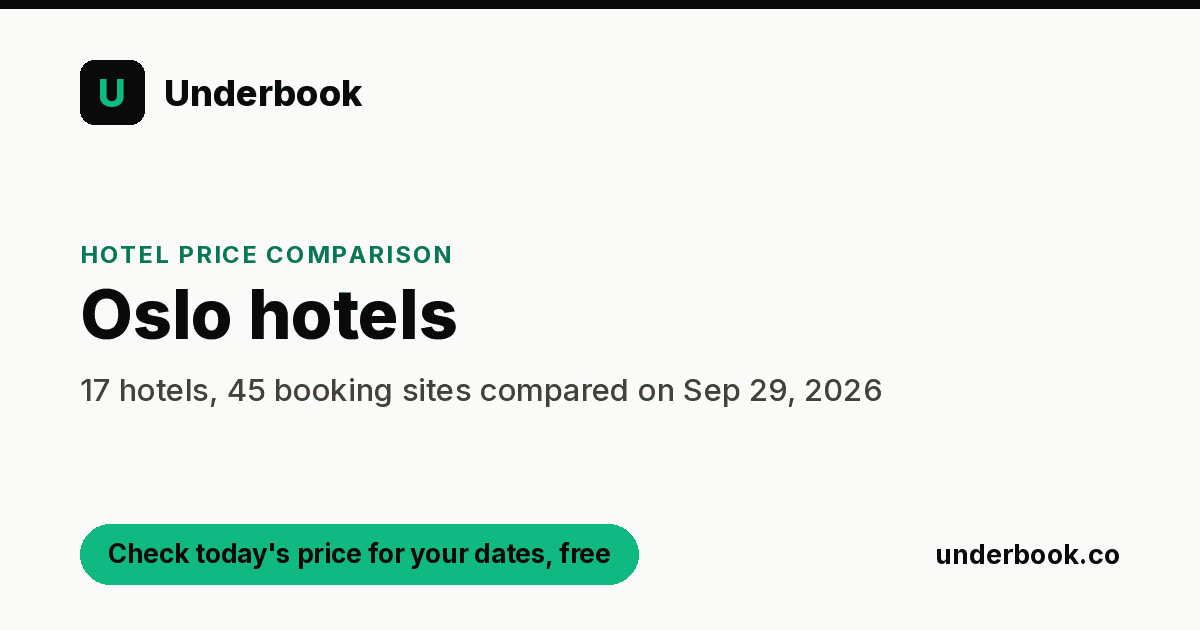 U
Underbook
HOTEL PRICE COMPARISON
Oslo hotels
17 hotels, 45 booking sites compared on Sep 29, 2026
Check today's price for your dates, free
underbook.co